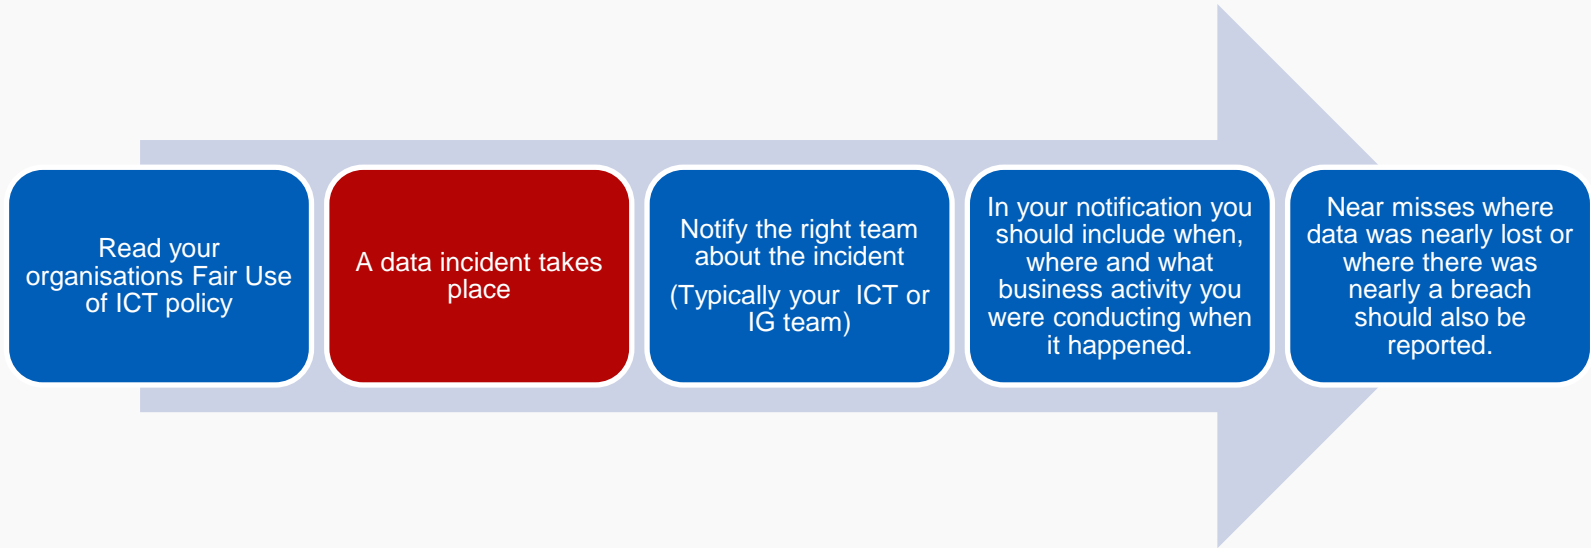 Read your
organisations Fair Use
of ICT policy
A data incident takes
place
Notify the right team
about the incident
(Typically your  ICT or
IG team)
In your notification you
should include when,
where and what
business activity you
were conducting when
it happened.
Near misses where
data was nearly lost or
where there was
nearly a breach
should also be
reported.